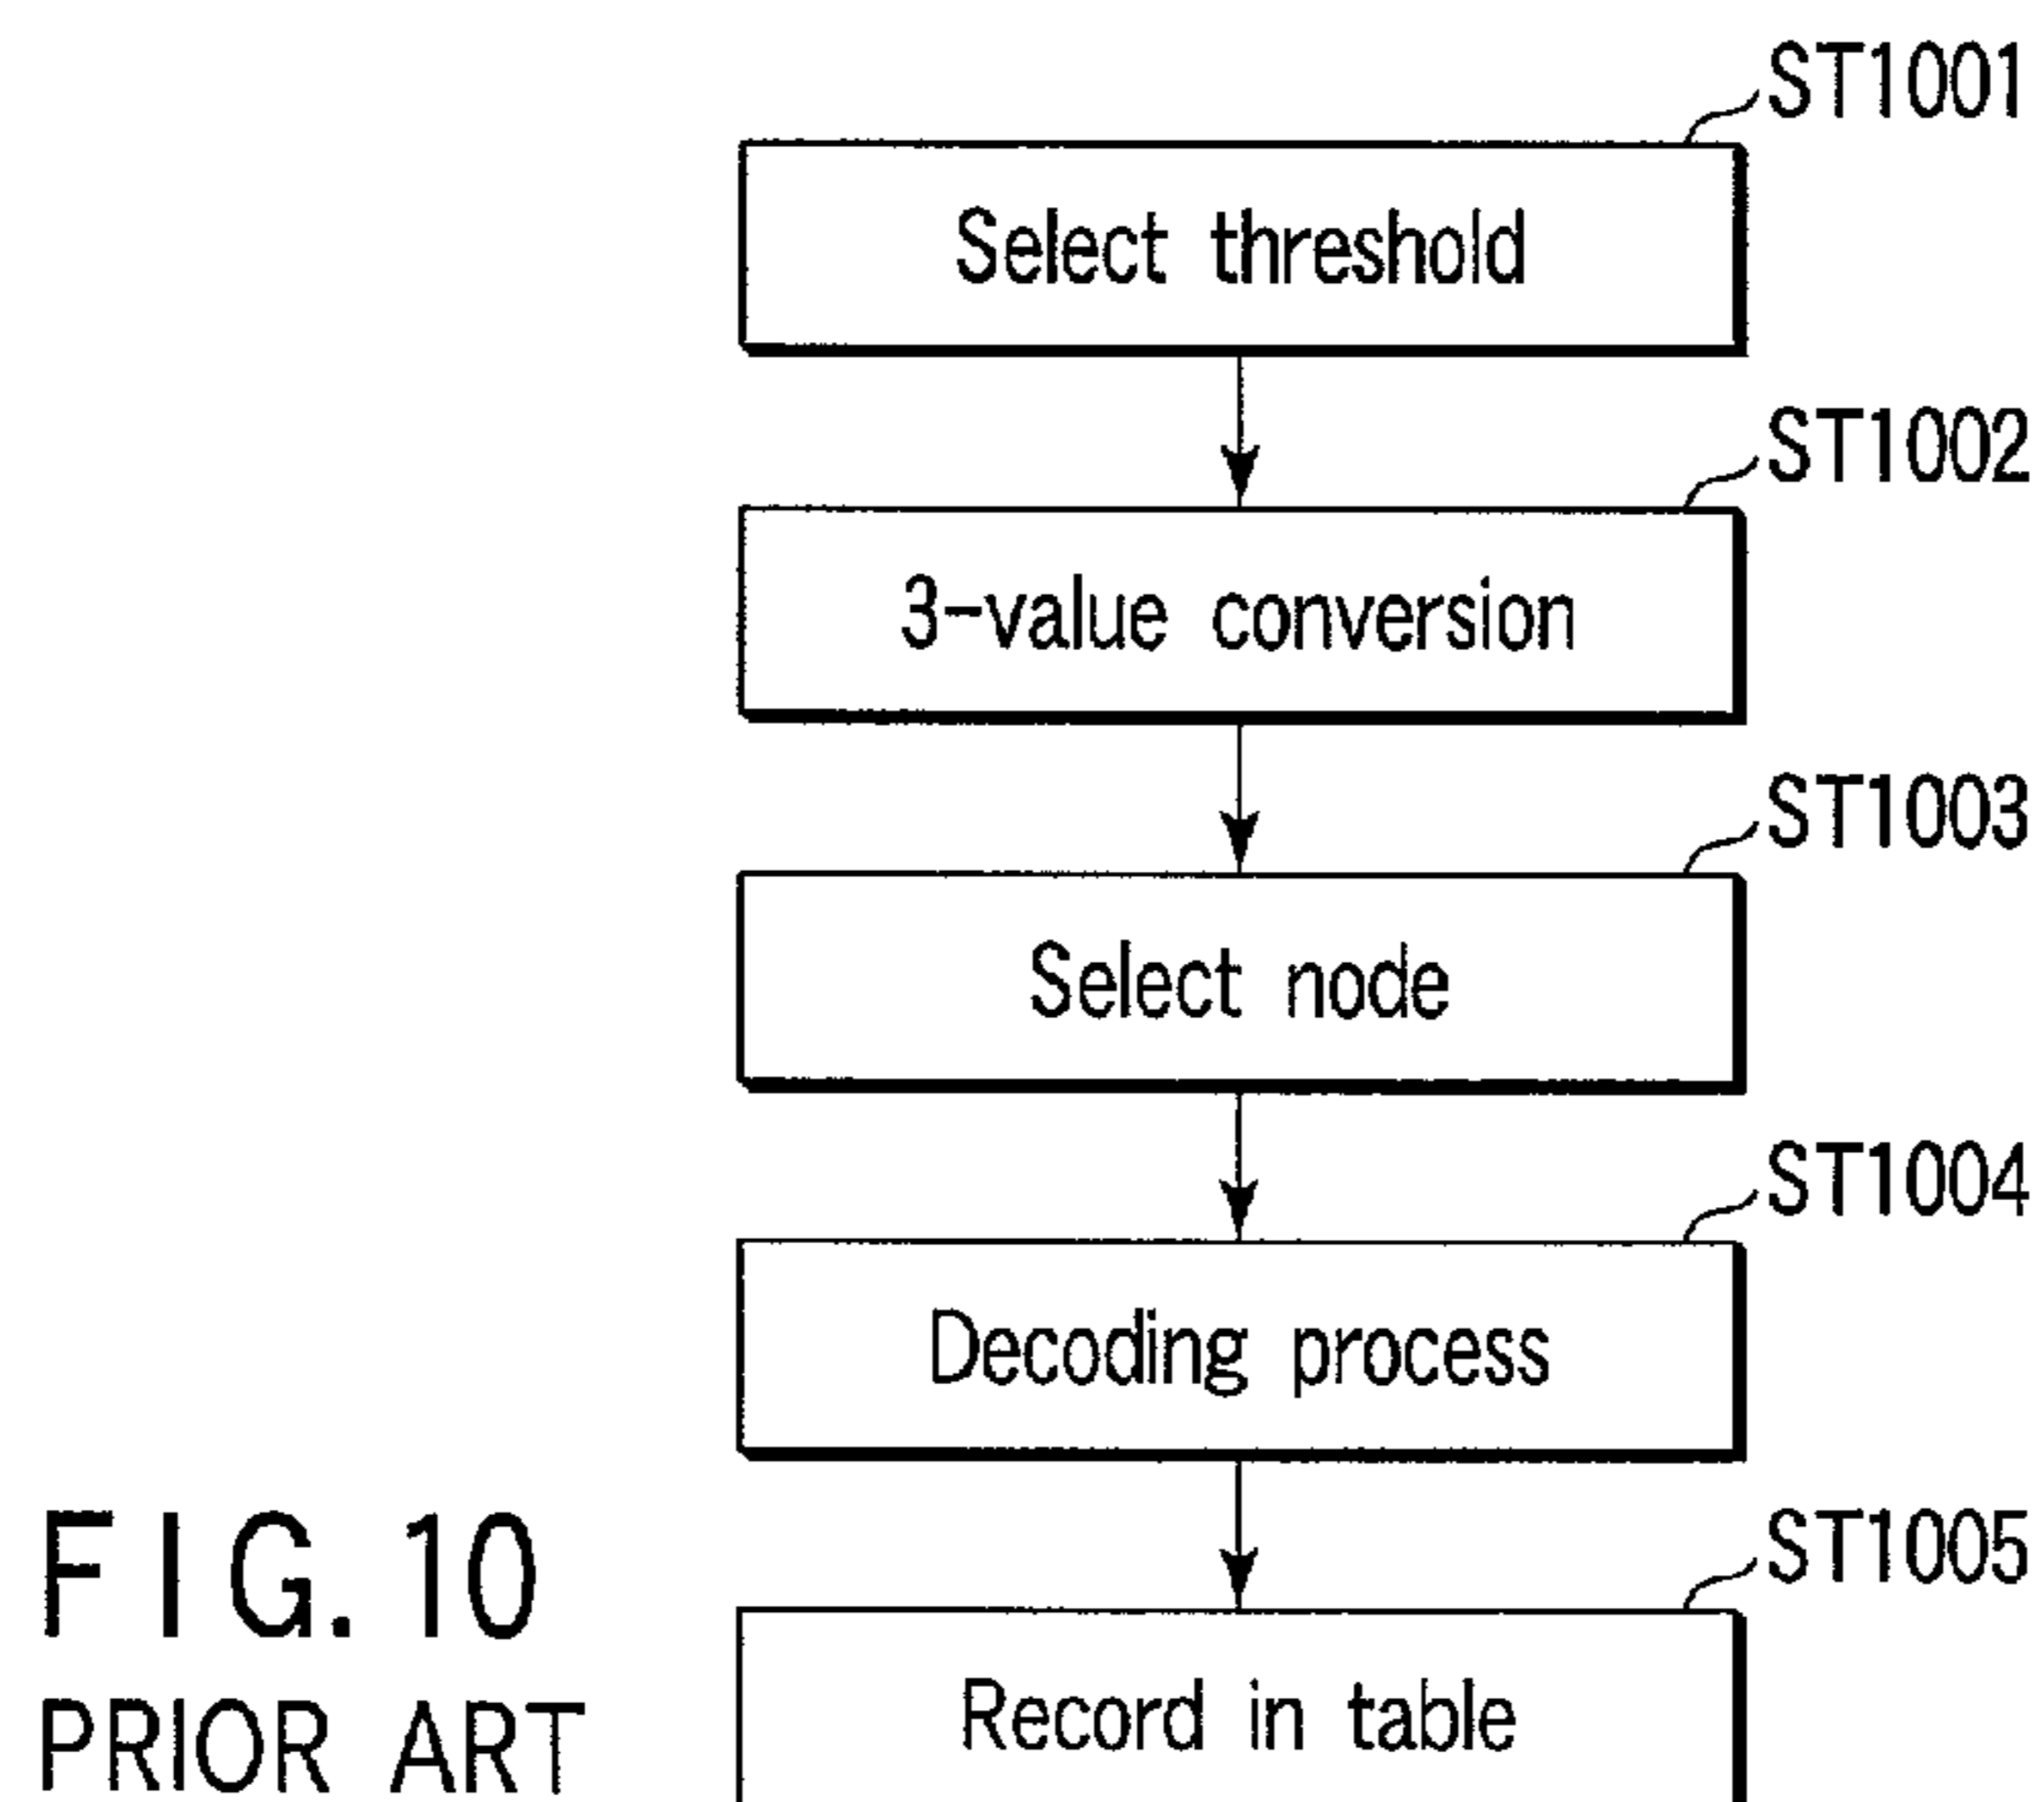 ST1001
Select threshold
ST1002
3-value conversion
ST1003
Select node
ST1004
Decoding process
ST1005
Record in table
FIG. 10
PRIOR ART